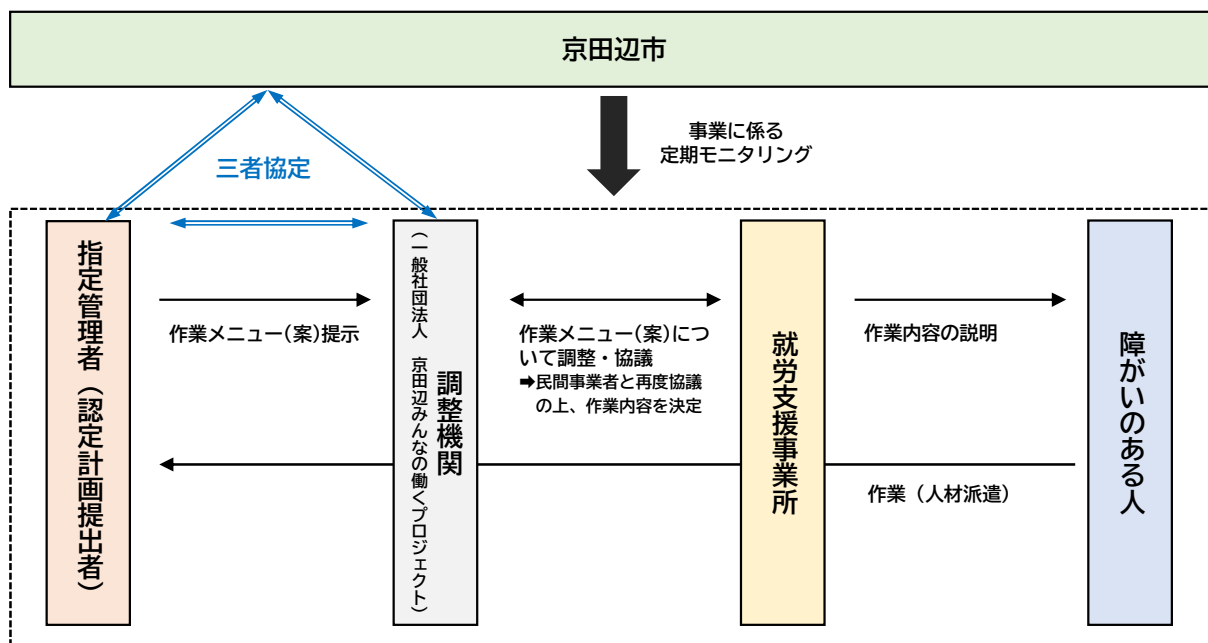 京田辺市
事業に係る
定期モニタリング
三者協定
指定管理者（認定計画提出者）
作業メニュー（案）提示
調整機関
（一般社団法人　京田辺みんなの働くプロジェクト）
作業メニュー（案）につ
いて調整・協議
➡民間事業者と再度協議
の上、作業内容を決定
就労支援事業所
作業内容の説明
作業（人材派遣）
障がいのある人